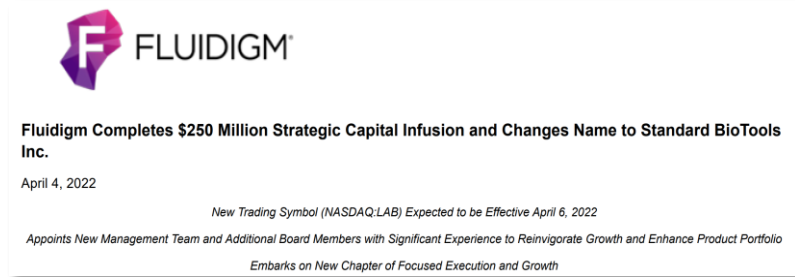 F FLUIDIGM®
Fluidigm Completes $250 Million Strategic Capital Infusion and Changes Name to Standard BioTools
Inc.
April 4, 2022
New Trading Symbol (NASDAQ:LAB) Expected to be Effective April 6, 2022
Appoints New Management Team and Additional Board Members with Significant Experience to Reinvigorate Growth and Enhance Product Portfolio
Embarks on New Chapter of Focused Execution and Growth